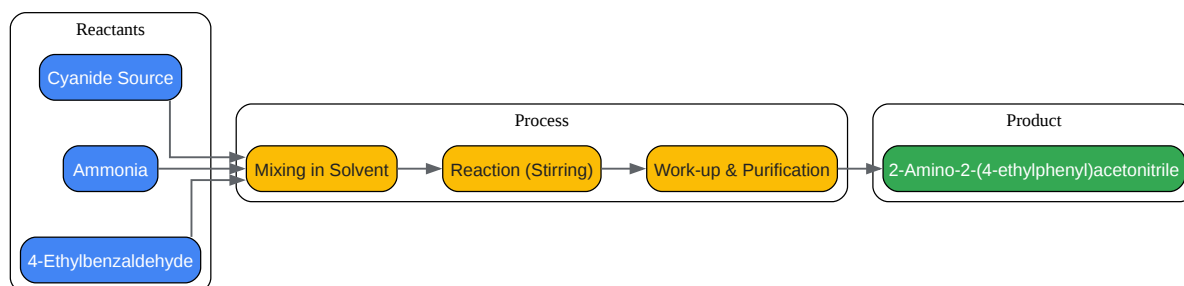 Reactants
Cyanide Source
Ammonia
4-Ethylbenzaldehyde
Process
Mixing in Solvent
Reaction (Stirring)
Work-up & Purification
Product
2-Amino-2-(4-ethylphenyl)acetonitrile